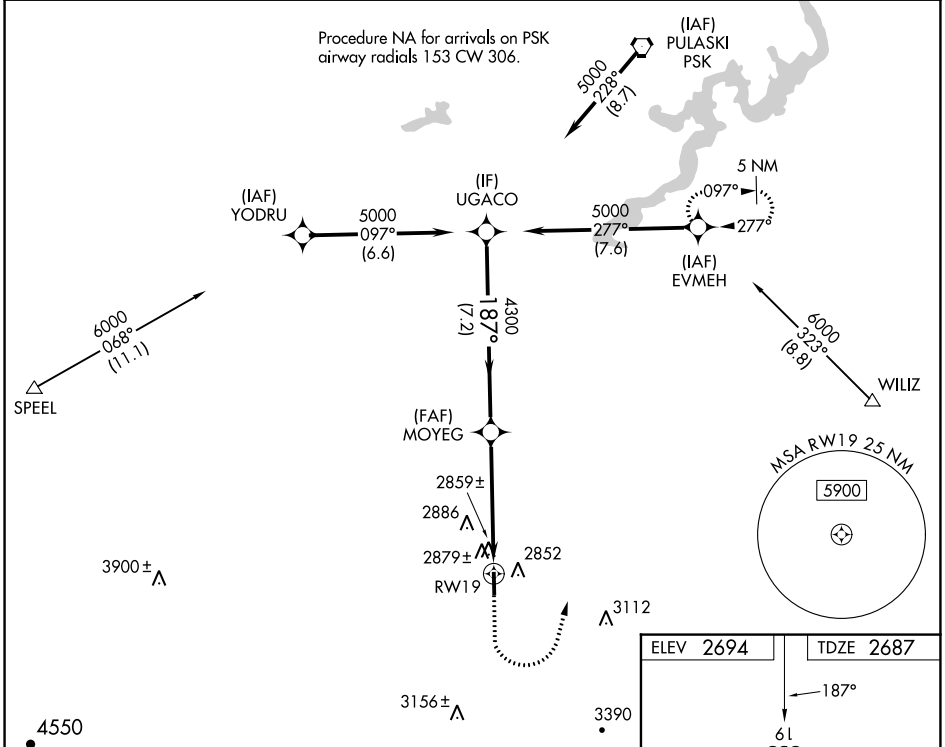 Procedure NA for arrivals on PSK
airway radials 153 CW 306.
(IAF)
PULASKI
PSK
5000
228°
(8.7)
5 NM
097°
277°
(IF)
UGACO
(IAF)
YODRU
5000
097°
(6.6)
5000
277°
(7.6)
(IAF)
EVMEH
4300
187°
(7.2)
6000
068°
(11.1)
SPEEL
6000
323°
(8.8)
WILIZ
(FAF)
MOYEG
MSA RW19 25 NM
5900
2859±
2886
2879±
2852
RW19
3900±
3112
ELEV 2694
TDZE 2687
187°
19
3156±
3390
4550